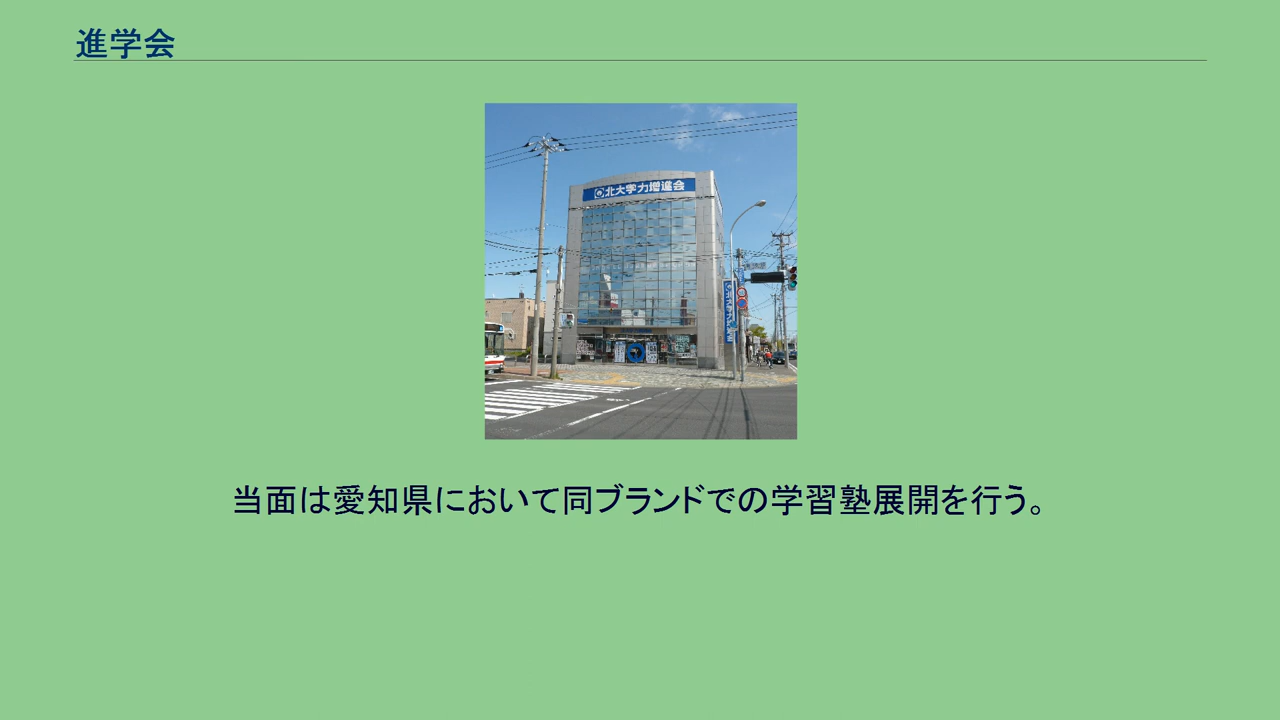 進学会
北大学力増進会
当面は愛知県において同ブランドでの学習塾展開を行う。